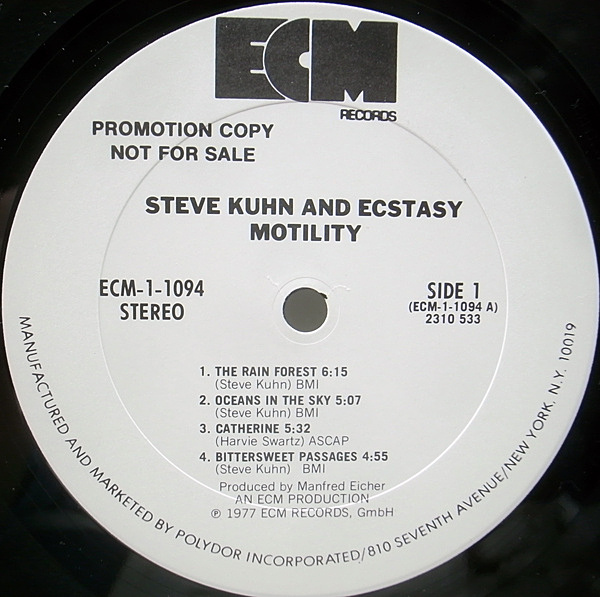 ECM
RECORDS
PROMOTION COPY
NOT FOR SALE
STEVE KUHN AND ECSTASY
MOTILITY
ECM-1-1094
STEREO
SIDE 1
(ECM-1-1094 A)
2310 533
1. THE RAIN FOREST 6:15
(Steve Kuhn) BMI
2. OCEANS IN THE SKY 5:07
(Steve Kuhn) BMI
3. CATHERINE 5:32
(Harvie Swartz) ASCAP
4. BITTERSWEET PASSAGES 4:55
(Steve Kuhn) BMI
Produced by Manfred Eicher
AN ECM PRODUCTION
℗ 1977 ECM RECORDS, GmbH
MANUFACTURED AND MARKETED BY POLYDOR INCORPORATED/810 SEVENTH AVENUE/NEW YORK, N.Y. 10019